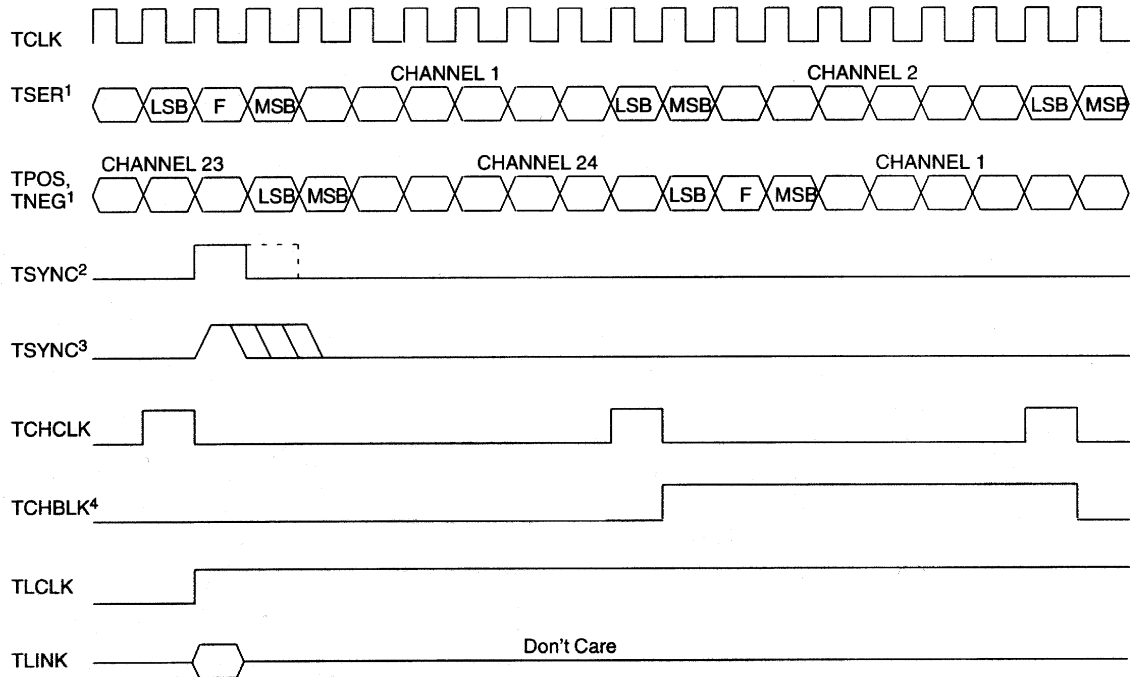 TCLK
CHANNEL 1 CHANNEL 2
TSER¹ LSB F MSB LSB MSB LSB MSB
CHANNEL 23 CHANNEL 24 CHANNEL 1
TPOS,
TNEG¹ LSB MSB LSB F MSB
TSYNC²
TSYNC³
TCHCLK
TCHBLK⁴
TLCLK
Don't Care
TLINK